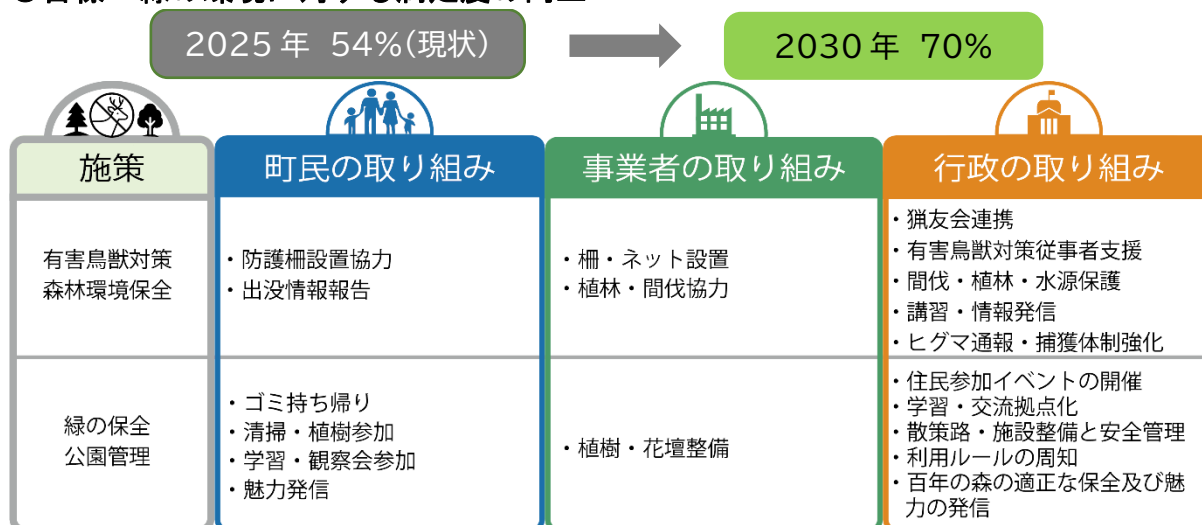 2025年 54%(現状)
2030年 70%
施策
町民の取り組み
事業者の取り組み
行政の取り組み
有害鳥獣対策
森林環境保全
・防護柵設置協力
・出没情報報告
・柵・ネット設置
・植林・間伐協力
・猟友会連携
・有害鳥獣対策従事者支援
・間伐・植林・水源保護
・講習・情報発信
・ヒグマ通報・捕獲体制強化
緑の保全
公園管理
・ゴミ持ち帰り
・清掃・植樹参加
・学習・観察会参加
・魅力発信
・植樹・花壇整備
・住民参加イベントの開催
・学習・交流拠点化
・散策路・施設整備と安全管理
・利用ルールの周知
・百年の森の適正な保全及び魅
力の発信